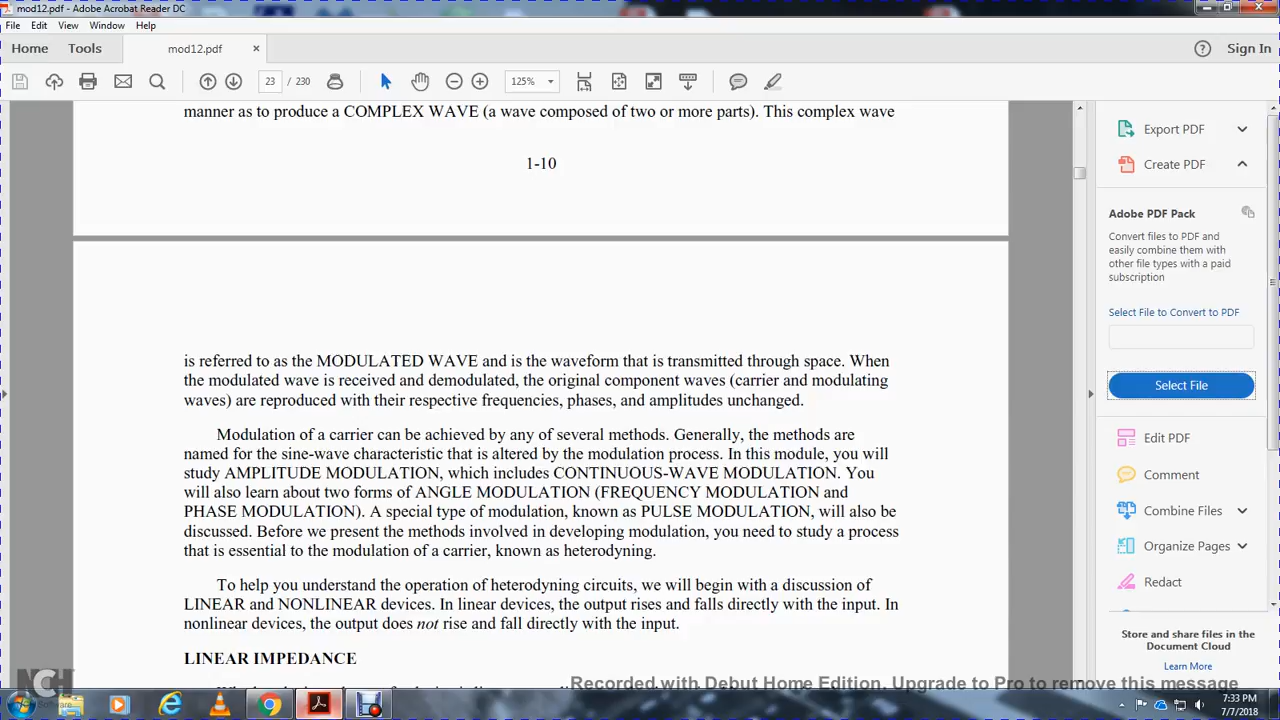 mod12.pdf - Adobe Acrobat Reader DC
File Edit View Window Help
Home Tools mod12.pdf × Sign In
23 / 230 125%
manner as to produce a COMPLEX WAVE (a wave composed of two or more parts). This complex wave
1-10
is referred to as the MODULATED WAVE and is the waveform that is transmitted through space. When
the modulated wave is received and demodulated, the original component waves (carrier and modulating
waves) are reproduced with their respective frequencies, phases, and amplitudes unchanged.
Modulation of a carrier can be achieved by any of several methods. Generally, the methods are
named for the sine-wave characteristic that is altered by the modulation process. In this module, you will
study AMPLITUDE MODULATION, which includes CONTINUOUS-WAVE MODULATION. You
will also learn about two forms of ANGLE MODULATION (FREQUENCY MODULATION and
PHASE MODULATION). A special type of modulation, known as PULSE MODULATION, will also be
discussed. Before we present the methods involved in developing modulation, you need to study a process
that is essential to the modulation of a carrier, known as heterodyning.
To help you understand the operation of heterodyning circuits, we will begin with a discussion of
LINEAR and NONLINEAR devices. In linear devices, the output rises and falls directly with the input. In
nonlinear devices, the output does not rise and fall directly with the input.
LINEAR IMPEDANCE
Export PDF
Create PDF
Adobe PDF Pack
Convert files to PDF and
easily combine them with
other file types with a paid
subscription
Select File to Convert to PDF
Select File
Edit PDF
Comment
Combine Files
Organize Pages
Redact
Store and share files in the
Document Cloud
Learn More
Recorded with Debut Home Edition. Upgrade to Pro to remove this message
NCH
Software
7:33 PM
7/7/2018